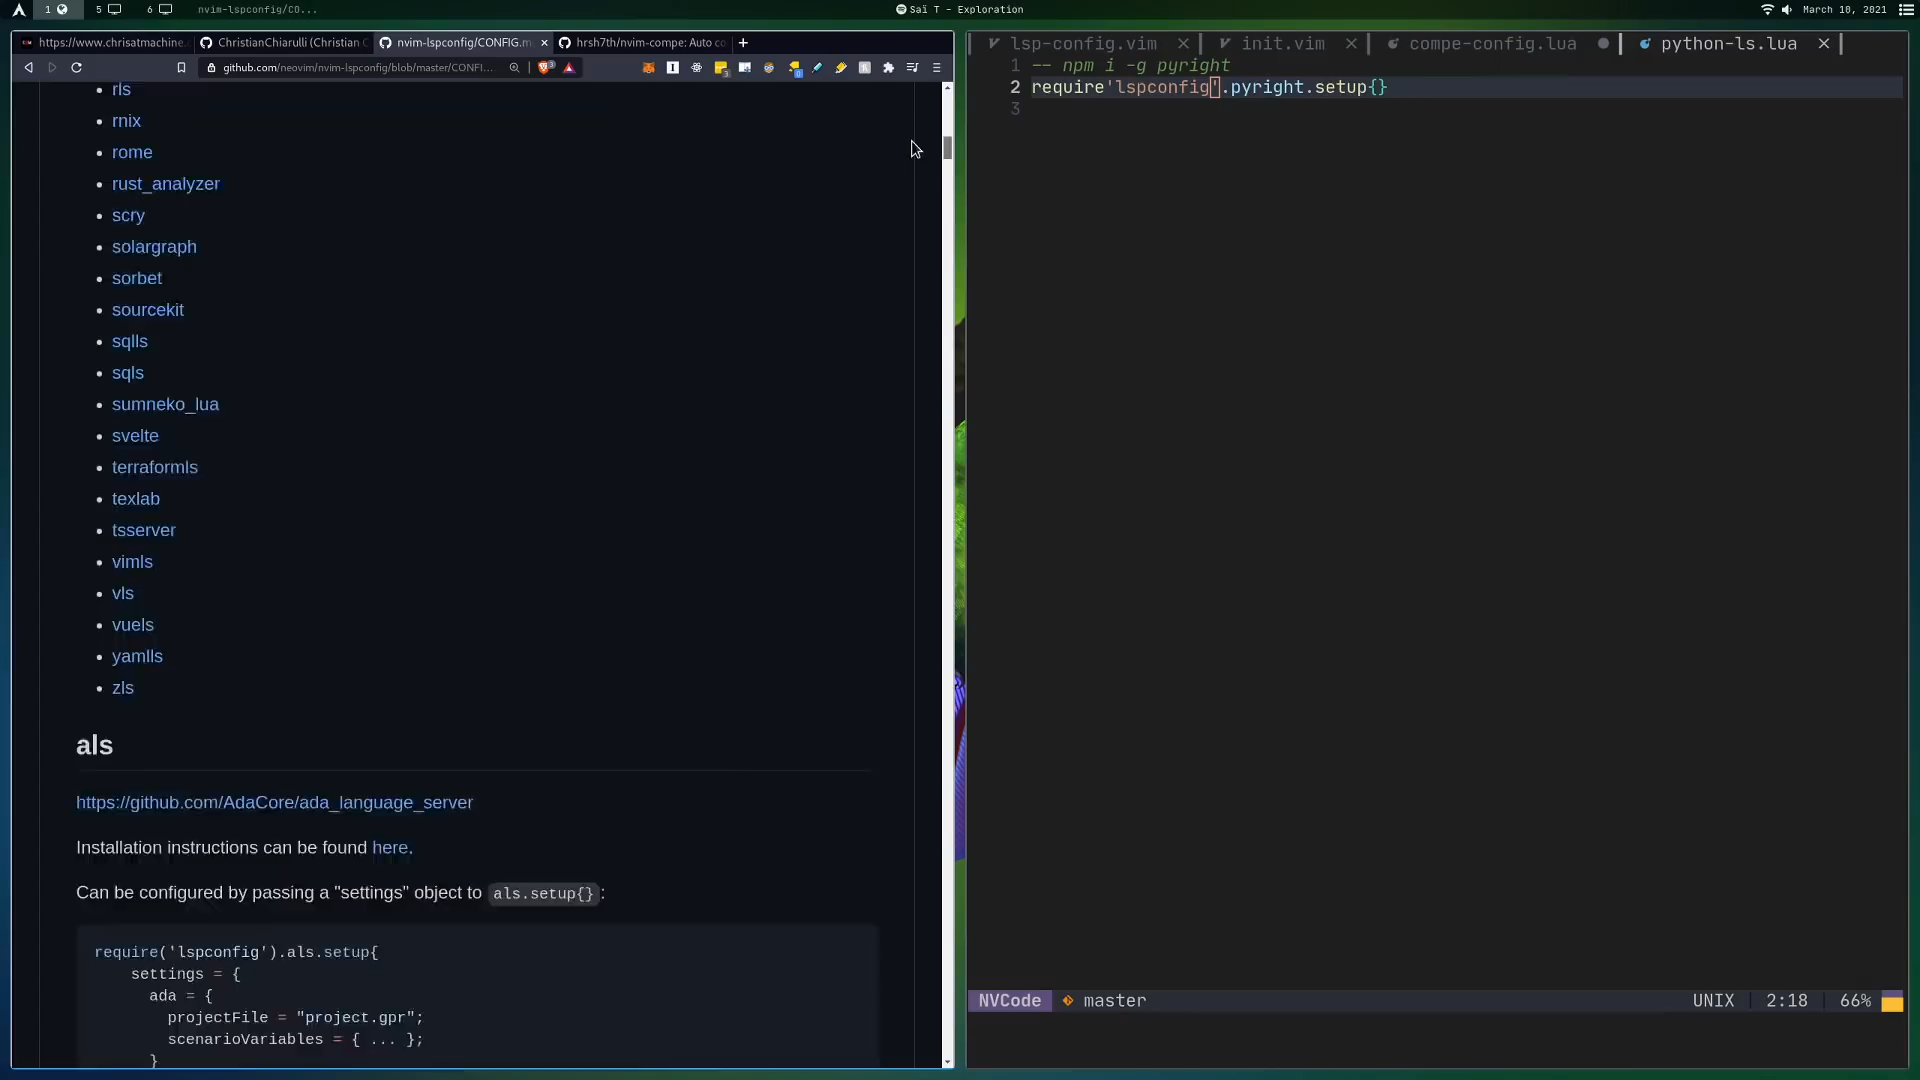 1
5
6
nvim-lspconfig/CO...
Saï T - Exploration
March 10, 2021
https://www.chrisatmachine.
ChristianChiarulli (Christian C
nvim-lspconfig/CONFIG.m
hrsh7th/nvim-compe: Auto co
github.com/neovim/nvim-lspconfig/blob/master/CONFI...
rls
rnix
rome
rust_analyzer
scry
solargraph
sorbet
sourcekit
sqlls
sqls
sumneko_lua
svelte
terraformls
texlab
tsserver
vimls
vls
vuels
yamlls
zls
als
https://github.com/AdaCore/ada_language_server
Installation instructions can be found here.
Can be configured by passing a "settings" object to als.setup{}:
require('lspconfig').als.setup{
settings = {
ada = {
projectFile = "project.gpr";
scenarioVariables = { ... };
}
lsp-config.vim
init.vim
compe-config.lua
python-ls.lua
1 -- npm i -g pyright
2 require'lspconfig'.pyright.setup{}
3
NVCode master UNIX 2:18 66%